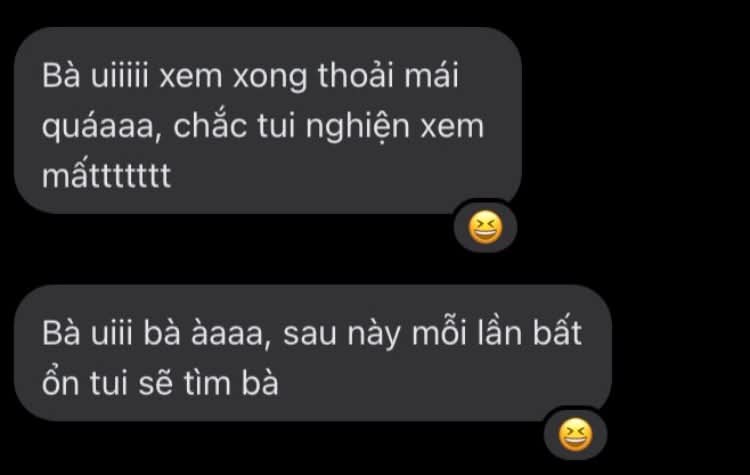 Bà uiiiii xem xong thoải mái
quáaaa, chắc tui nghiện xem
mấttttttt
Bà uiii bà àaaa, sau này mỗi lần bất
ổn tui sẽ tìm bà